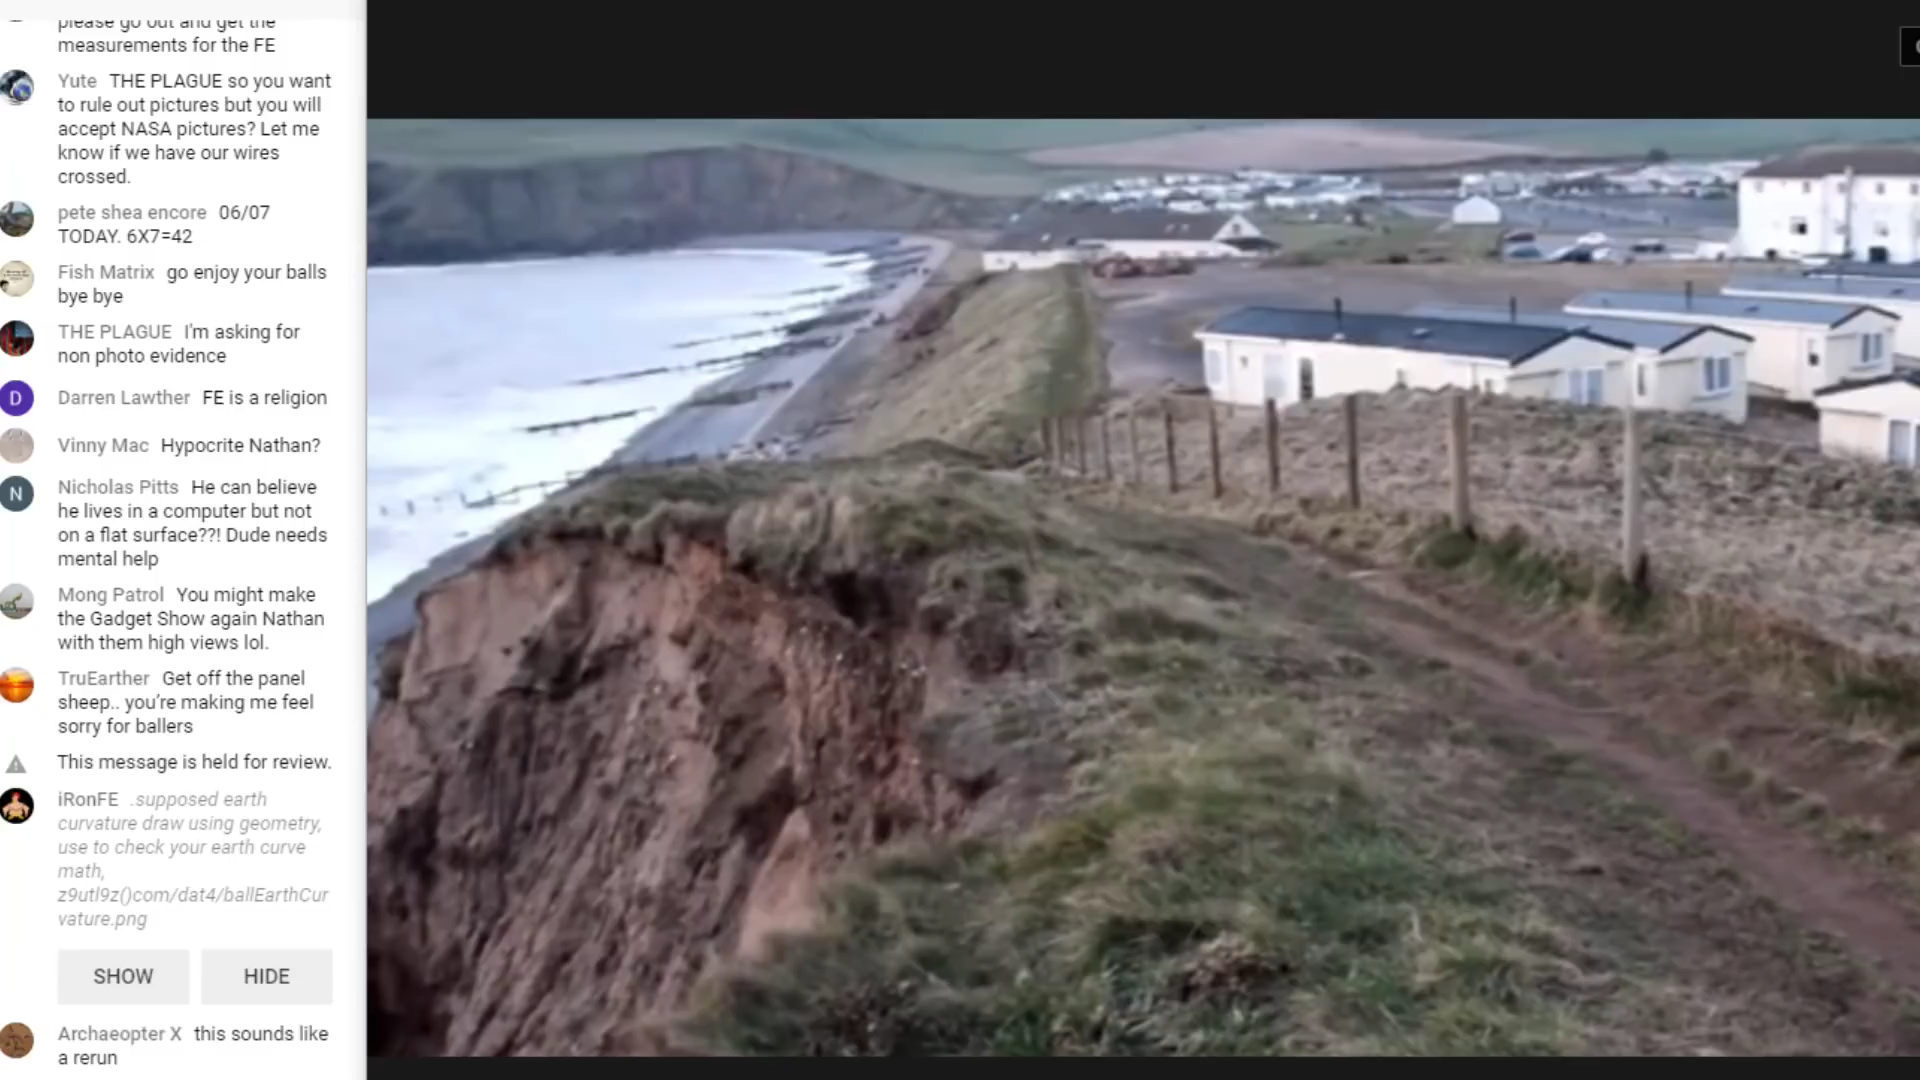 please go out and get the
measurements for the FE
Yute THE PLAGUE so you want
to rule out pictures but you will
accept NASA pictures? Let me
know if we have our wires
crossed.
pete shea encore 06/07
TODAY. 6X7=42
Fish Matrix go enjoy your balls
bye bye
THE PLAGUE I'm asking for
non photo evidence
D Darren Lawther FE is a religion
Vinny Mac Hypocrite Nathan?
N Nicholas Pitts He can believe
he lives in a computer but not
on a flat surface??! Dude needs
mental help
Mong Patrol You might make
the Gadget Show again Nathan
with them high views lol.
TruEarther Get off the panel
sheep.. you're making me feel
sorry for ballers
This message is held for review.
iRonFE .supposed earth
curvature draw using geometry,
use to check your earth curve
math,
z9utl9z()com/dat4/ballEarthCur
vature.png
SHOW HIDE
Archaeopter X this sounds like
a rerun